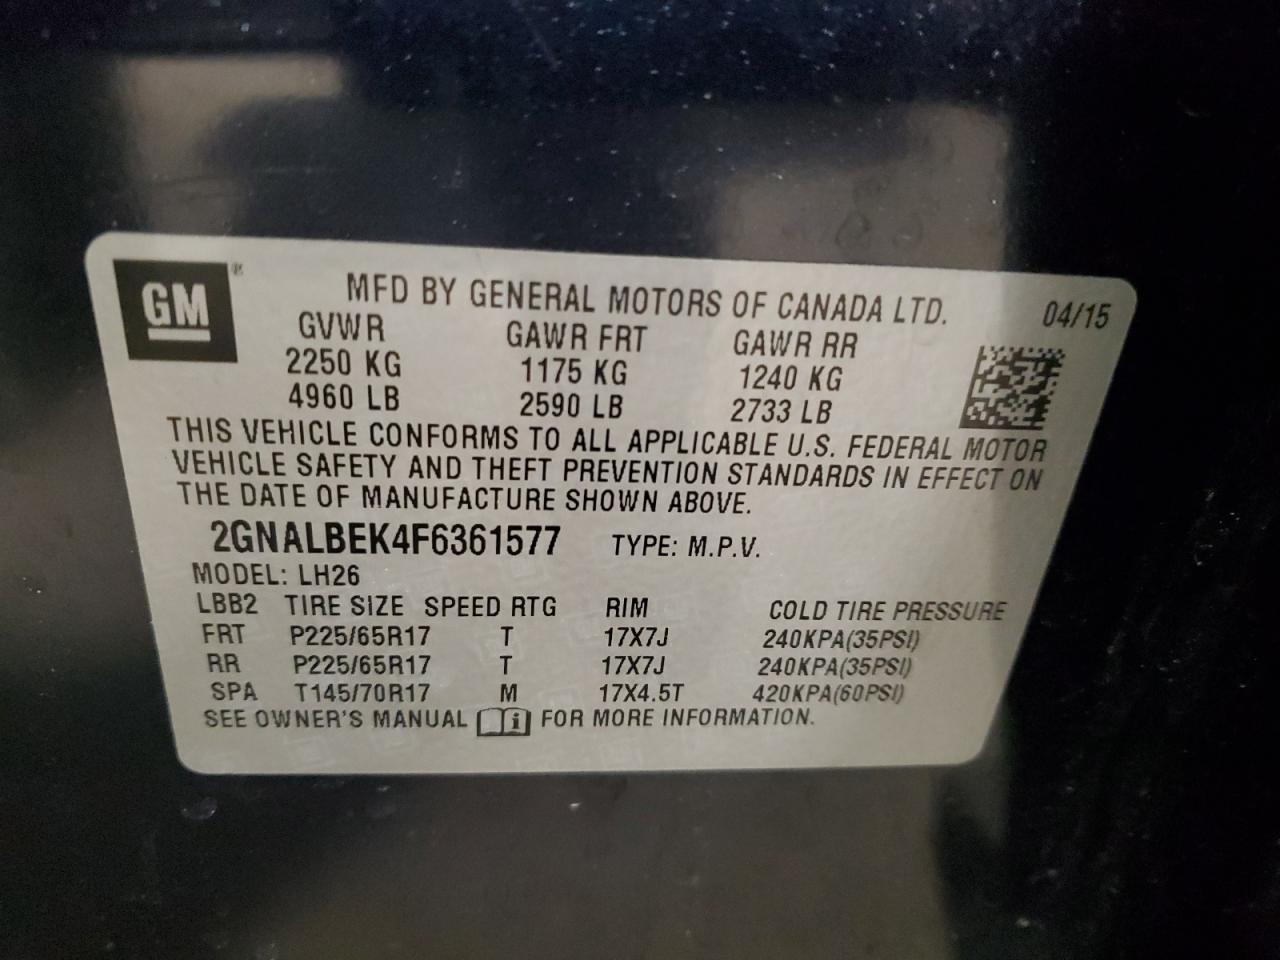 GM®
MFD BY GENERAL MOTORS OF CANADA LTD. 04/15
GVWR GAWR FRT GAWR RR
2250 KG 1175 KG 1240 KG
4960 LB 2590 LB 2733 LB
THIS VEHICLE CONFORMS TO ALL APPLICABLE U.S. FEDERAL MOTOR
VEHICLE SAFETY AND THEFT PREVENTION STANDARDS IN EFFECT ON
THE DATE OF MANUFACTURE SHOWN ABOVE.
2GNALBEK4F6361577 TYPE: M.P.V.
MODEL: LH26
LBB2 TIRE SIZE SPEED RTG RIM COLD TIRE PRESSURE
FRT P225/65R17 T 17X7J 240KPA(35PSI)
RR P225/65R17 T 17X7J 240KPA(35PSI)
SPA T145/70R17 M 17X4.5T 420KPA(60PSI)
SEE OWNER'S MANUAL i FOR MORE INFORMATION.